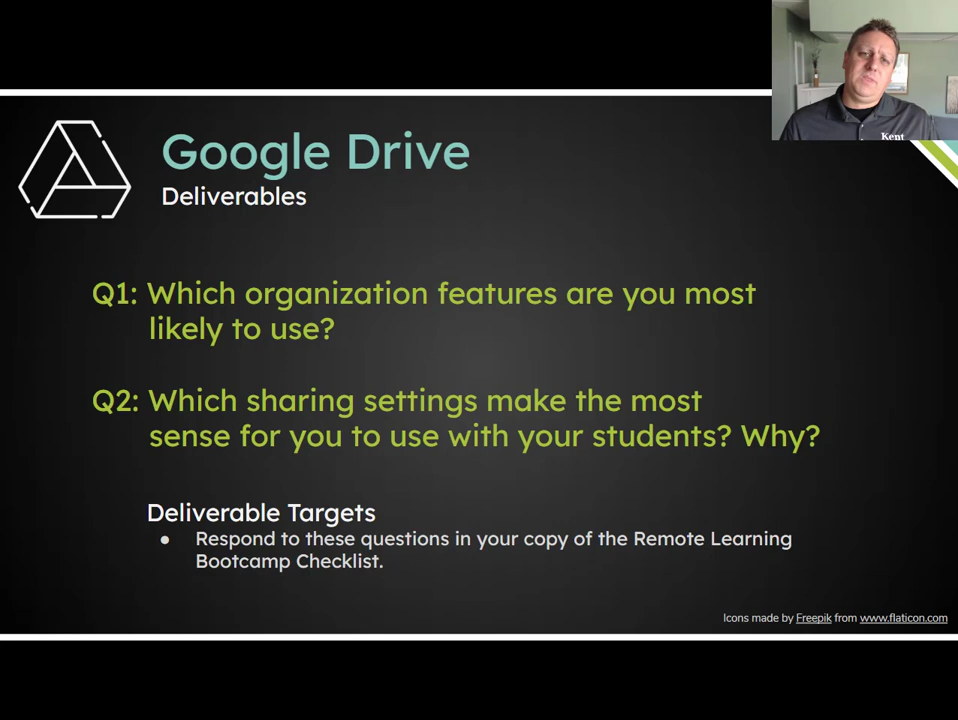 Kent
Google Drive
Deliverables
Q1: Which organization features are you most
likely to use?
Q2: Which sharing settings make the most
sense for you to use with your students? Why?
Deliverable Targets
● Respond to these questions in your copy of the Remote Learning
Bootcamp Checklist.
Icons made by Freepik from www.flaticon.com